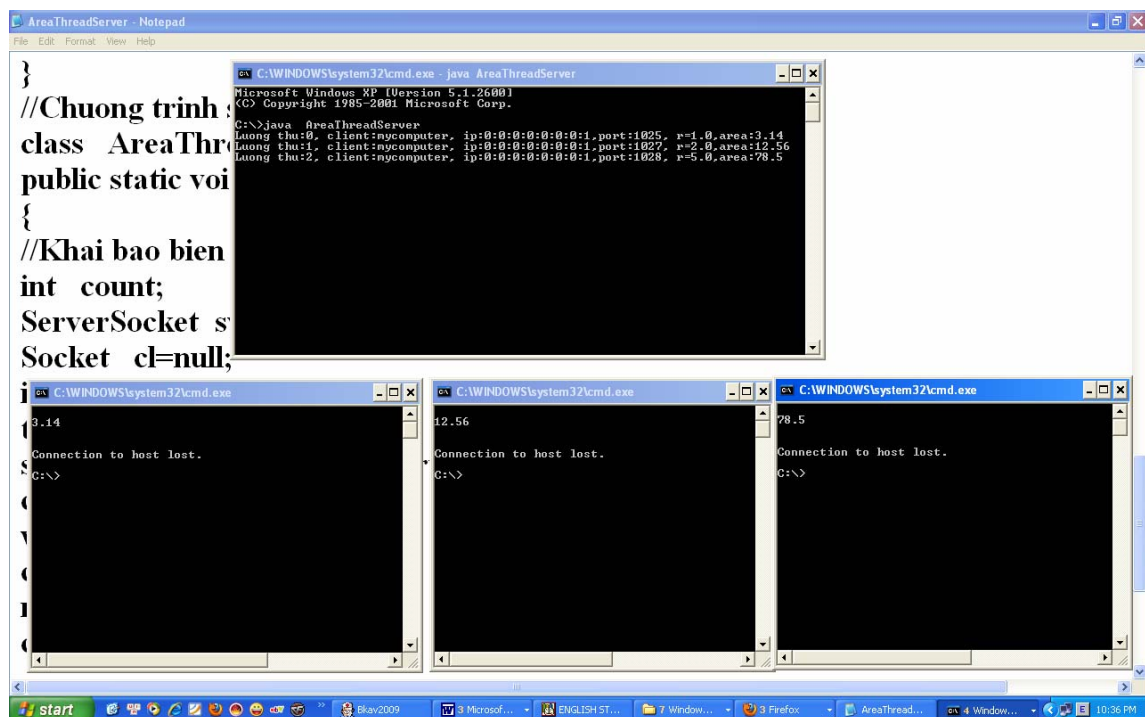 AreaThreadServer - Notepad
File Edit Format View Help
}
//Chuong trinh s
class AreaThre
public static voi
{
//Khai bao bien
int count;
ServerSocket s
Socket cl=null;
C:\WINDOWS\system32\cmd.exe - java AreaThreadServer
Microsoft Windows XP [Version 5.1.2600]
(C) Copyright 1985-2001 Microsoft Corp.
C:\>java AreaThreadServer
Luong thu:0, client:mycomputer, ip:0:0:0:0:0:0:0:1,port:1025, r=1.0,area:3.14
Luong thu:1, client:mycomputer, ip:0:0:0:0:0:0:0:1,port:1027, r=2.0,area:12.56
Luong thu:2, client:mycomputer, ip:0:0:0:0:0:0:0:1,port:1028, r=5.0,area:78.5
C:\WINDOWS\system32\cmd.exe
3.14
Connection to host lost.
C:\>
C:\WINDOWS\system32\cmd.exe
12.56
Connection to host lost.
C:\>
C:\WINDOWS\system32\cmd.exe
78.5
Connection to host lost.
C:\>
start Bkav2009 3 Microsof... ENGLISH ST... 7 Window... 3 Firefox AreaThread... 4 Window... E 10:36 PM